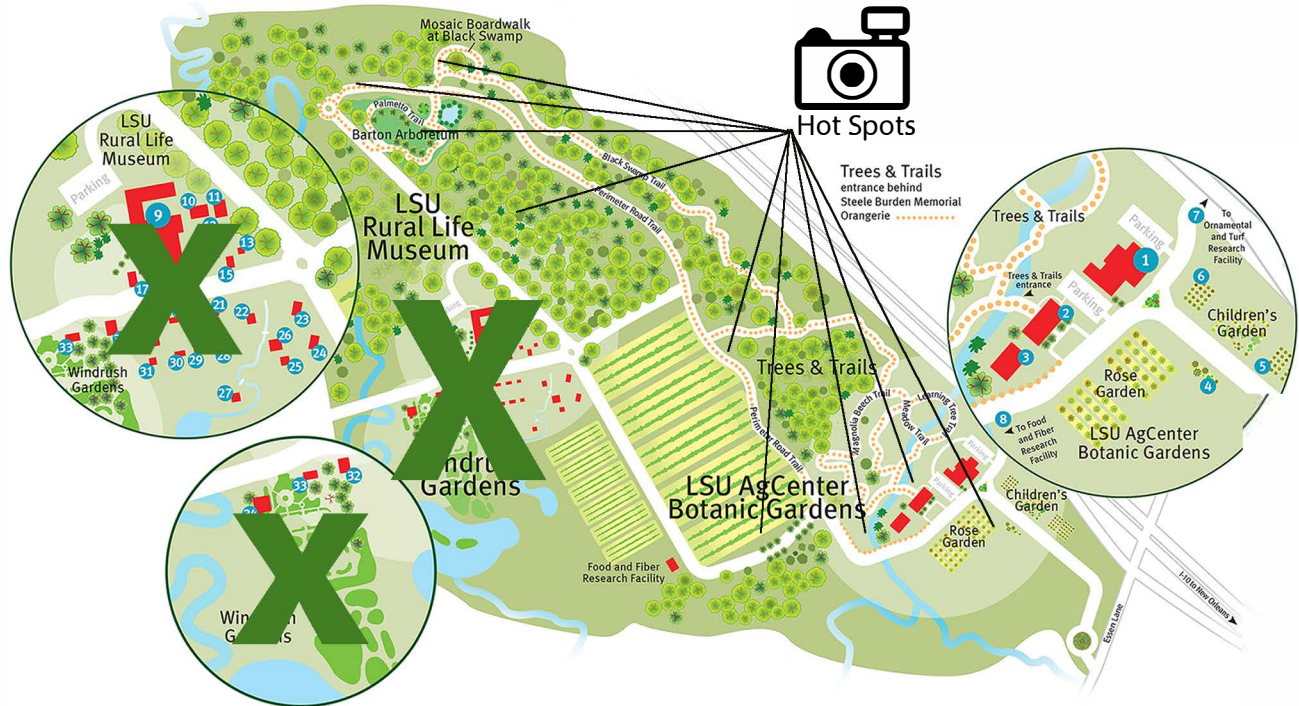 Mosaic Boardwalk
at Black Swamp
Hot Spots
LSU
Rural Life
Museum
Parking
9
10
11
13
15
17
21
22
23
24
25
26
27
28
29
30
31
33
Windrush
Gardens
Palmetto Trail
Barton Arboretum
Black Swamp Trail
Perimeter Road Trail
LSU
Rural Life
Museum
Trees & Trails
entrance behind
Steele Burden Memorial
Orangerie
Trees & Trails
Parking
7
To
Ornamental
and Turf
Research
Facility
1
6
Trees & Trails
entrance
Parking
2
Children's
Garden
3
5
4
Rose
Garden
8
To Food
and Fiber
Research
Facility
LSU AgCenter
Botanic Gardens
Trees & Trails
Magnolia Beech Trail
Meadow Trail
Learning Tree Trail
Perimeter Road Trail
Parking
Parking
Gardens
LSU AgCenter
Botanic Gardens
Children's
Garden
Rose
Garden
Food and Fiber
Research Facility
33
32
I-10 to New Orleans
Essen Lane